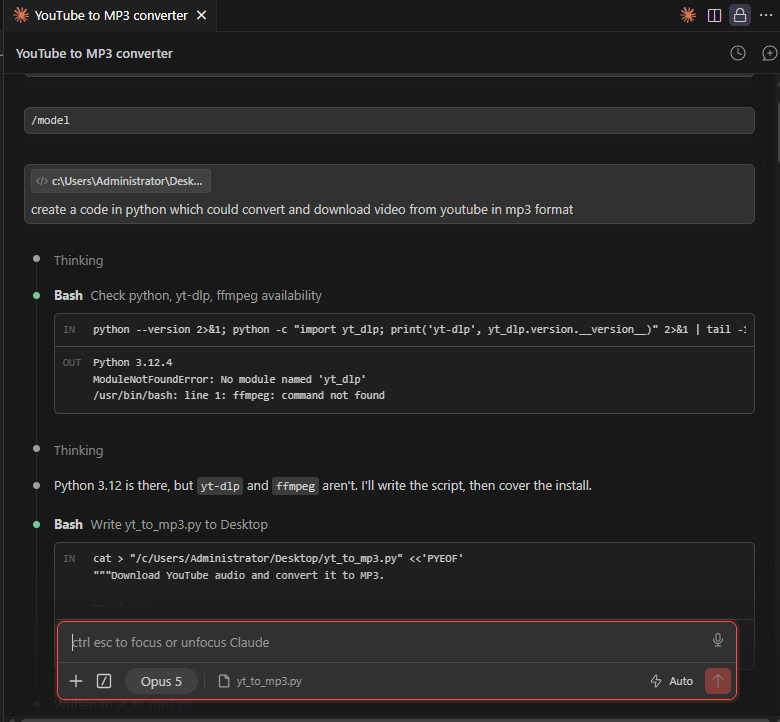 YouTube to MP3 converter
YouTube to MP3 converter
/model
c:\Users\Administrator\Desk...
create a code in python which could convert and download video from youtube in mp3 format
Thinking
Bash Check python, yt-dlp, ffmpeg availability
IN python --version 2>&1; python -c "import yt_dlp; print('yt-dlp', yt_dlp.version.__version__)" 2>&1 | tail -1
OUT Python 3.12.4
ModuleNotFoundError: No module named 'yt_dlp'
/usr/bin/bash: line 1: ffmpeg: command not found
Thinking
Python 3.12 is there, but yt-dlp and ffmpeg aren't. I'll write the script, then cover the install.
Bash Write yt_to_mp3.py to Desktop
IN cat > "/c/Users/Administrator/Desktop/yt_to_mp3.py" <<'PYEOF'
"""Download YouTube audio and convert it to MP3.
ctrl esc to focus or unfocus Claude
Opus 5 yt_to_mp3.py Auto
Written to yt_to_mp3.py.